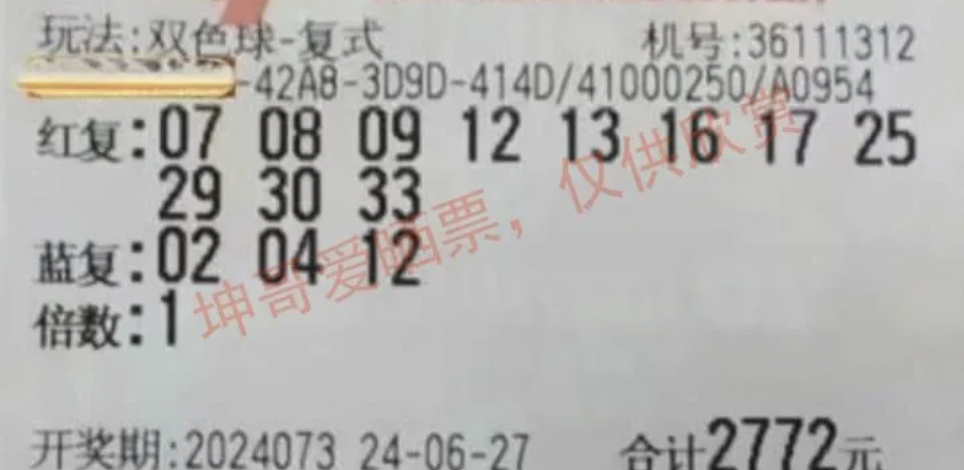 玩法:双色球-复式 机号:36111312
-42A8-3D9D-414D/41000250/A0954
红复:07 08 09 12 13 16 17 25
29 30 33
蓝复:02 04 12
倍数:1
坤哥爱晒票，仅供欣赏
开奖期:2024073 24-06-27 合计2772元